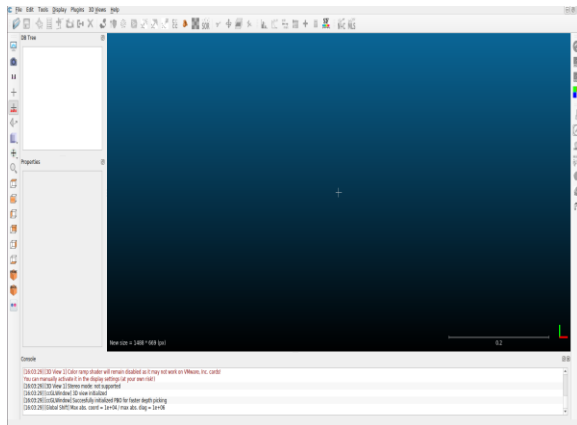 File Edit Tools Display Plugins 3D Views Help
SOR
DB Tree
Properties
New size = 1400 * 669 (px)
0.2
Console
[16:03:29] [3D View 1] Color ramp shader will remain disabled as it may not work on VMware, Inc. cards!
You can manually activate it in the display settings (at your own risk!)
[16:03:29] [3D View 1] Stereo mode: not supported
[16:03:29] [ccGLWindow] 3D view initialized
[16:03:29] [ccGLWindow] Successfully initialized PBO for faster depth picking
[16:03:29] [Global Shift] Max abs. coord = 1e+04 / max abs. diag = 1e+06